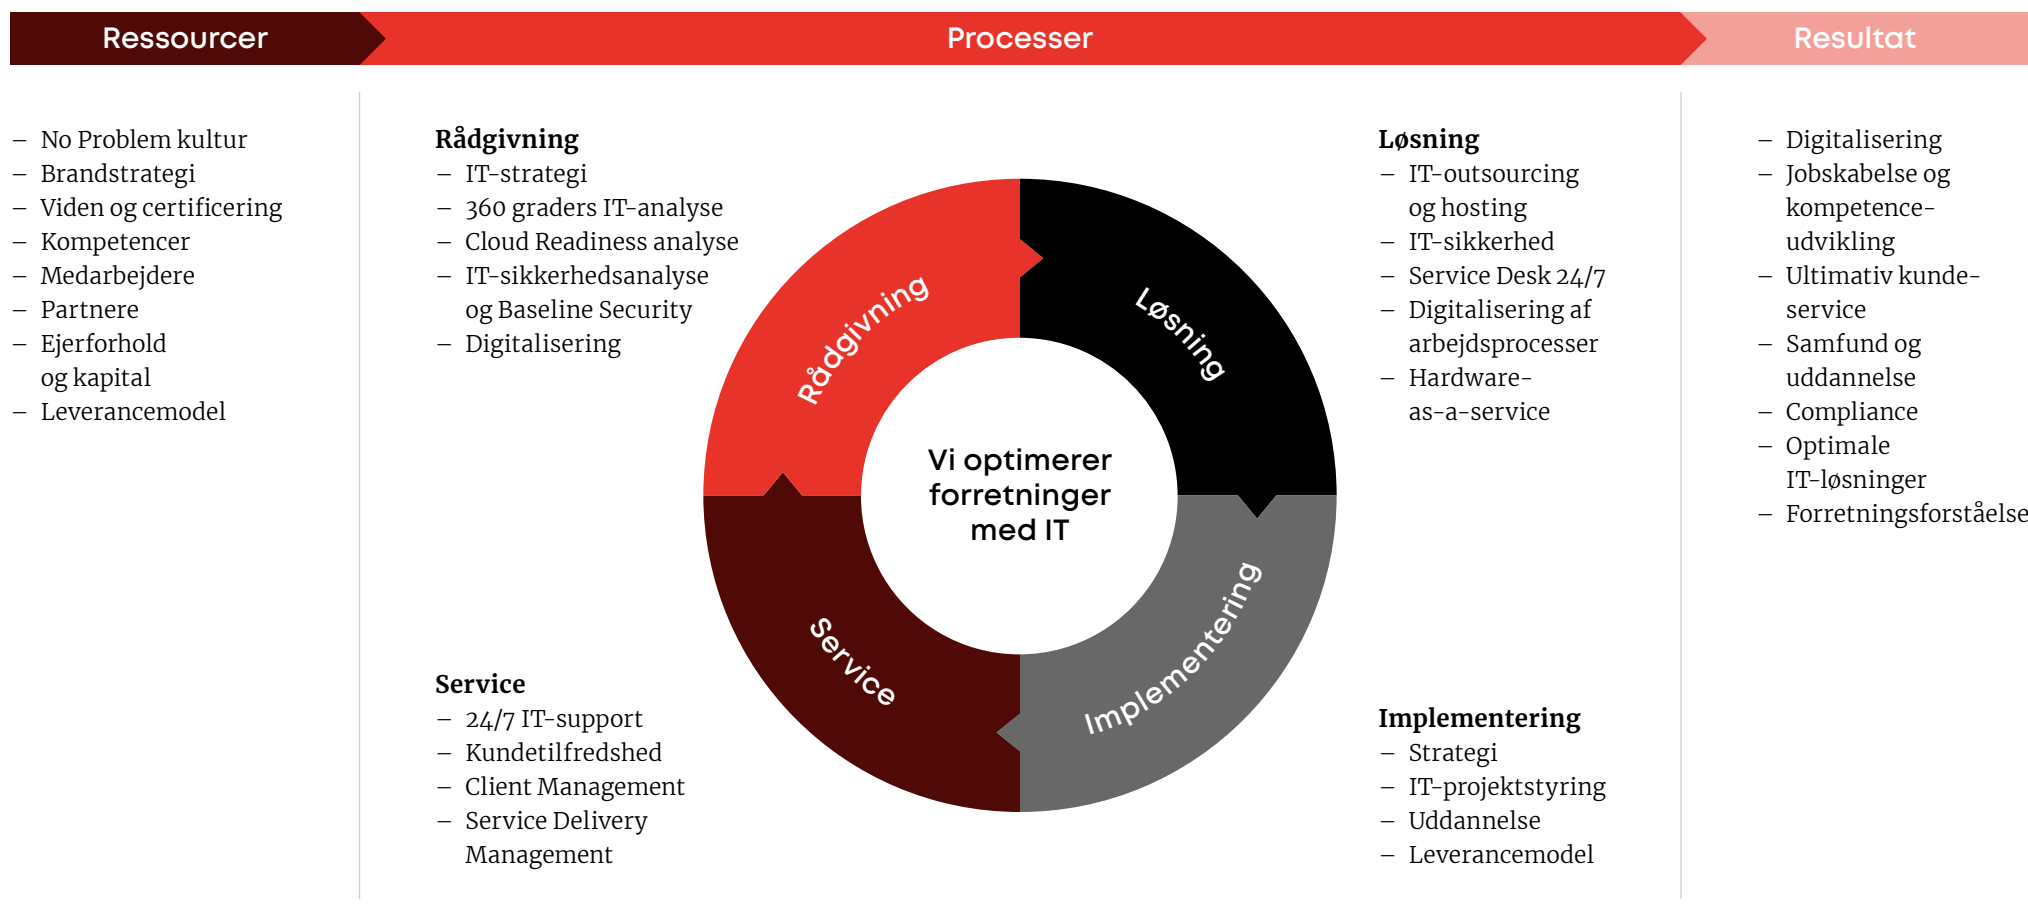 Ressourcer
Processer
Resultat
– No Problem kultur
– Brandstrategi
– Viden og certificering
– Kompetencer
– Medarbejdere
– Partnere
– Ejerforhold
og kapital
– Leverancemodel
Rådgivning
– IT-strategi
– 360 graders IT-analyse
– Cloud Readiness analyse
– IT-sikkerhedsanalyse
og Baseline Security
– Digitalisering
Service
– 24/7 IT-support
– Kundetilfredshed
– Client Management
– Service Delivery
Management
Rådgivning
Løsning
Implementering
Service
Vi optimerer
forretninger
med IT
Løsning
– IT-outsourcing
og hosting
– IT-sikkerhed
– Service Desk 24/7
– Digitalisering af
arbejdsprocesser
– Hardware-
as-a-service
Implementering
– Strategi
– IT-projektstyring
– Uddannelse
– Leverancemodel
– Digitalisering
– Jobskabelse og
kompetence-
udvikling
– Ultimativ kunde-
service
– Samfund og
uddannelse
– Compliance
– Optimale
IT-løsninger
– Forretningsforståelse